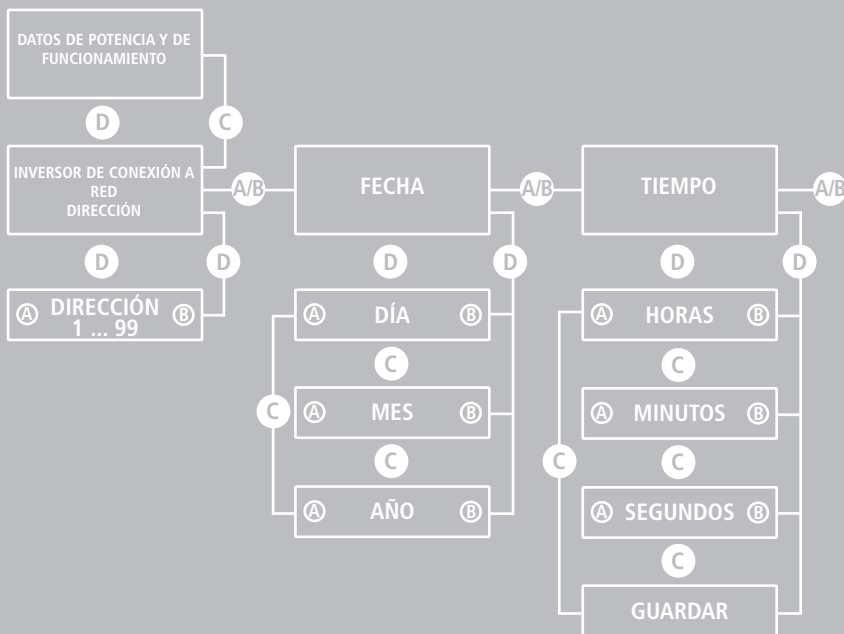 DATOS DE POTENCIA Y DE
FUNCIONAMIENTO
D
C
INVERSOR DE CONEXIÓN A
RED
DIRECCIÓN
A/B
FECHA
A/B
TIEMPO
A/B
D
D
D
D
D
D
A DIRECCIÓN B
1 ... 99
A DÍA B
A HORAS B
C
C
C
A MES B
A MINUTOS B
C
C
C
A AÑO B
A SEGUNDOS B
C
GUARDAR